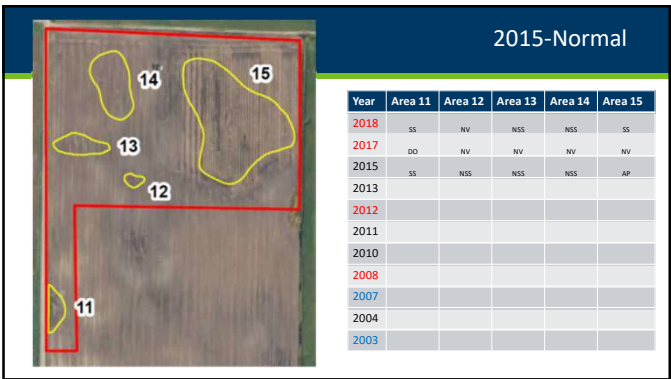 2015-Normal
14
15
13
12
11
Year Area 11 Area 12 Area 13 Area 14 Area 15
2018 SS NV NSS NSS SS
2017 DO NV NV NV NV
2015 SS NSS NSS NSS AP
2013
2012
2011
2010
2008
2007
2004
2003